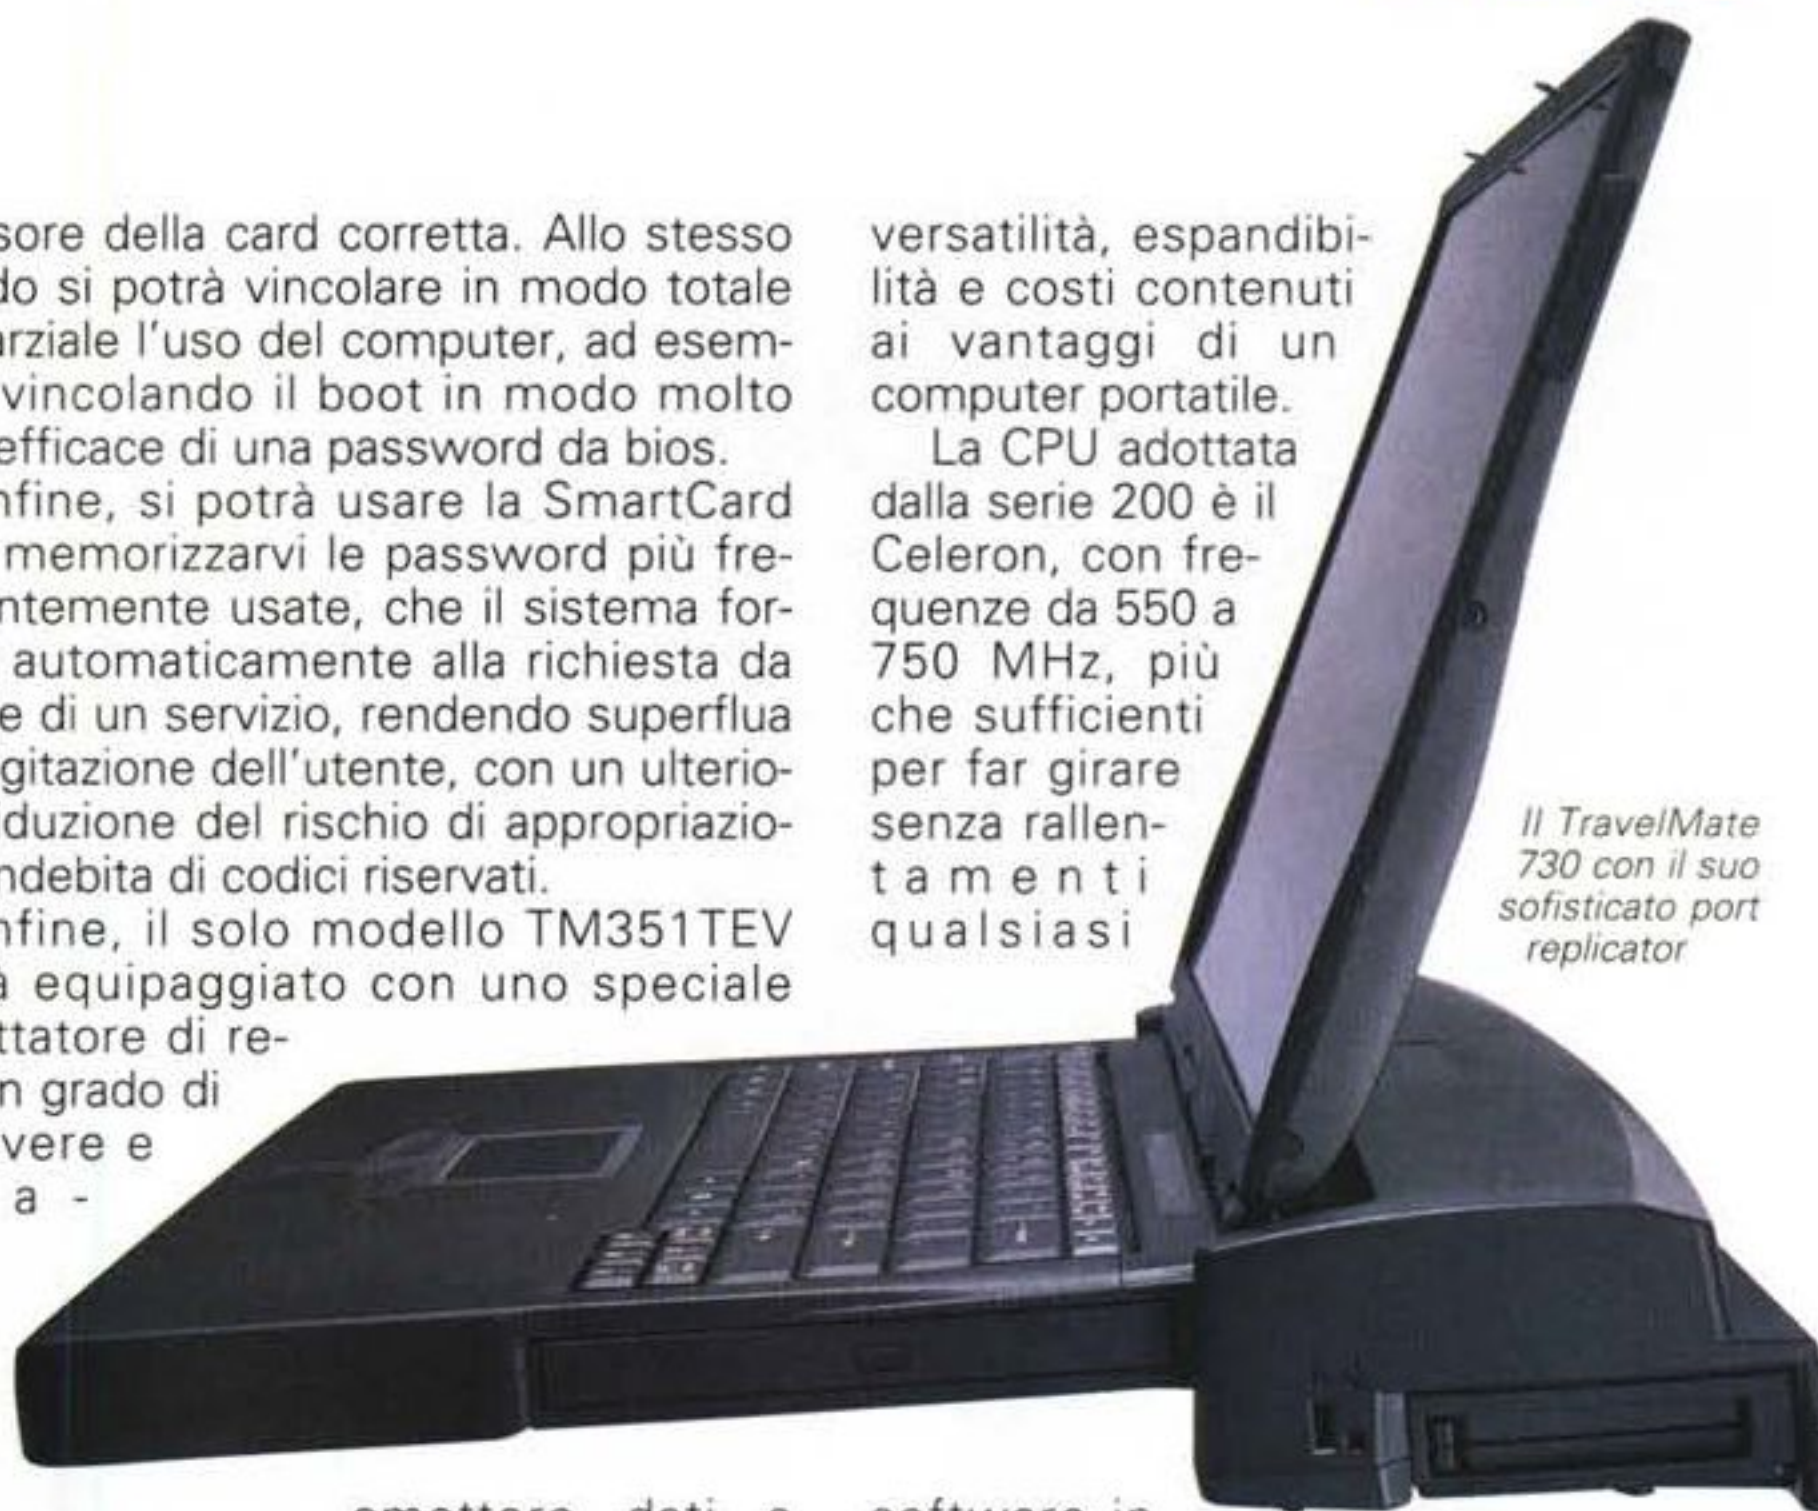 sore della card corretta. Allo stesso
do si potrà vincolare in modo totale
arziale l'uso del computer, ad esem-
vincolando il boot in modo molto
efficace di una password da bios.
nfine, si potrà usare la SmartCard
memorizzarvi le password più fre-
ntemente usate, che il sistema for-
automaticamente alla richiesta da
e di un servizio, rendendo superflua
gitazione dell'utente, con un ulterio-
duzione del rischio di appropriazio-
ndebita di codici riservati.
nfine, il solo modello TM351TEV
à equipaggiato con uno speciale
ttatore di re-
n grado di
vere e
a -
emettere dati e
versatilità, espandibi-
lità e costi contenuti
ai vantaggi di un
computer portatile.
La CPU adottata
dalla serie 200 è il
Celeron, con fre-
quenze da 550 a
750 MHz, più
che sufficienti
per far girare
senza rallen-
tamenti
qualsiasi
software in
Il TravelMate
730 con il suo
sofisticato port
replicator